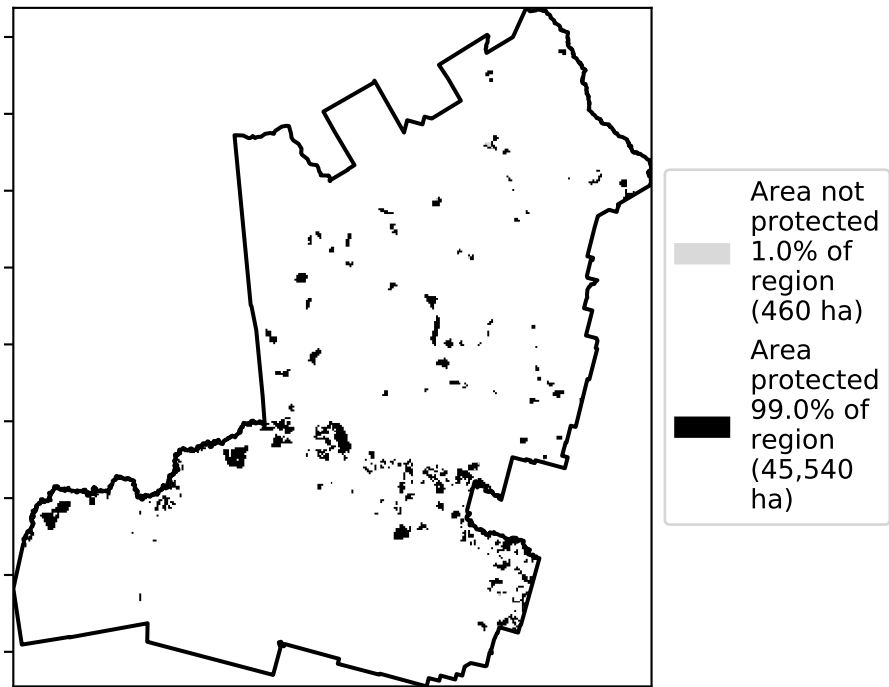 Area not
protected
1.0% of
region
(460 ha)
Area
protected
99.0% of
region
(45,540
ha)